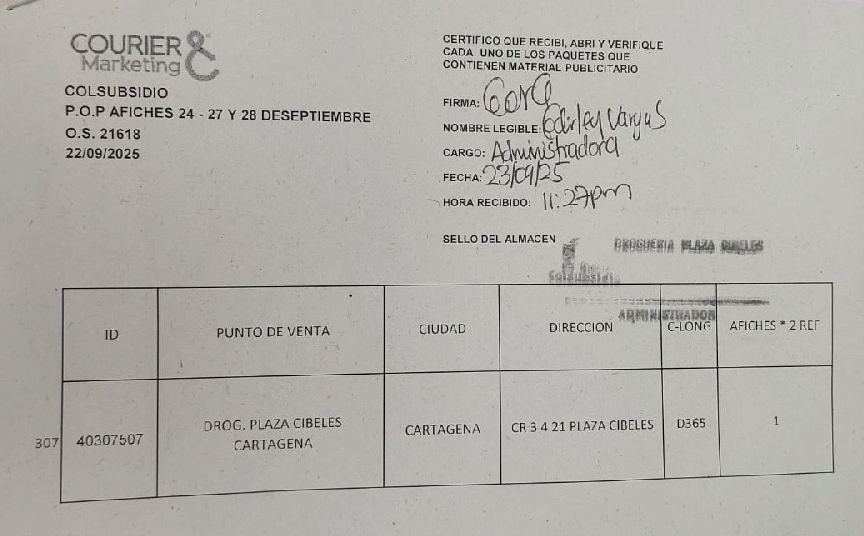 COURIER &
Marketing
COLSUBSIDIO
P.O.P AFICHES 24 - 27 Y 28 DESEPTIEMBRE
O.S. 21618
22/09/2025
CERTIFICO QUE RECIBI, ABRI Y VERIFIQUE
CADA UNO DE LOS PAQUETES QUE
CONTIENEN MATERIAL PUBLICITARIO
FIRMA:
NOMBRE LEGIBLE: Vargas
CARGO: Administradora
FECHA: 23/09/25
HORA RECIBIDO: 11:27pm
SELLO DEL ALMACEN
DROGUERIA PLAZA CIBELES
Colsubsidio
ADMINISTRADOR
ID PUNTO DE VENTA CIUDAD DIRECCION C-LONG AFICHES * 2 REF
307 40307507 DROG. PLAZA CIBELES CARTAGENA CR 3 4 21 PLAZA CIBELES D365 1
CARTAGENA